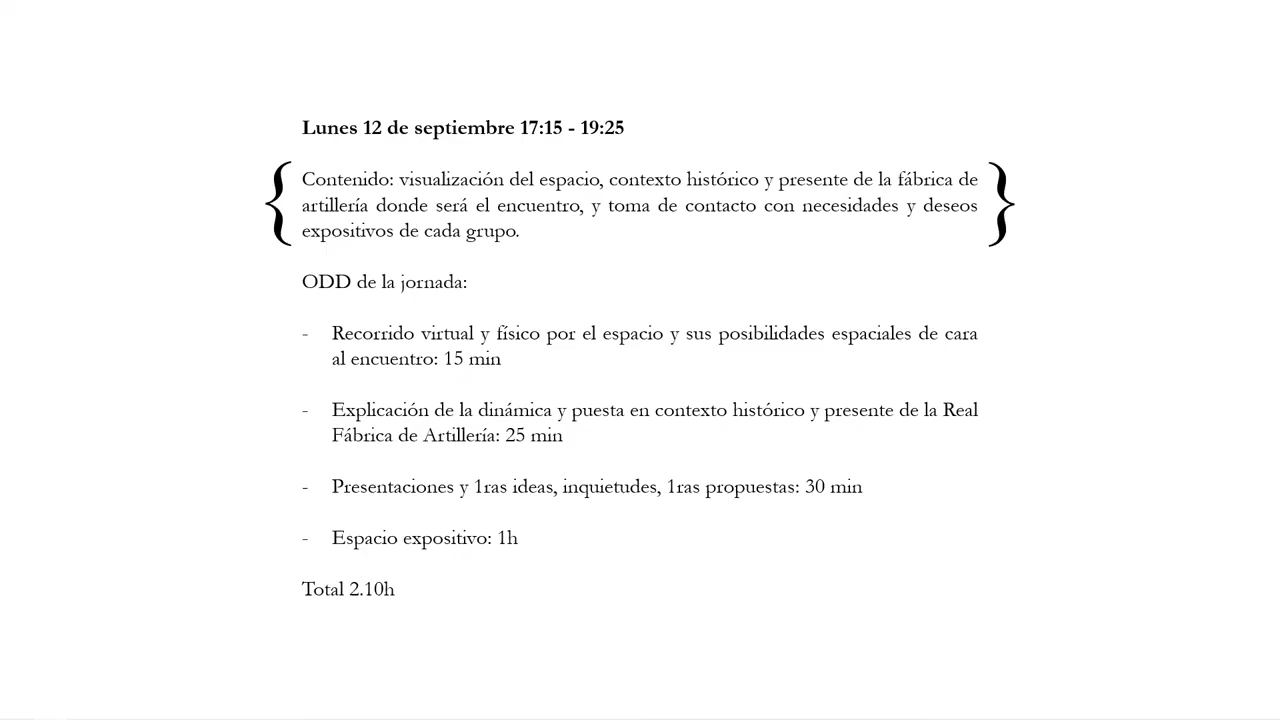 Lunes 12 de septiembre 17:15 - 19:25
Contenido: visualización del espacio, contexto histórico y presente de la fábrica de
artillería donde será el encuentro, y toma de contacto con necesidades y deseos
expositivos de cada grupo.
ODD de la jornada:
- Recorrido virtual y físico por el espacio y sus posibilidades espaciales de cara
al encuentro: 15 min
- Explicación de la dinámica y puesta en contexto histórico y presente de la Real
Fábrica de Artillería: 25 min
- Presentaciones y 1ras ideas, inquietudes, 1ras propuestas: 30 min
- Espacio expositivo: 1h
Total 2.10h